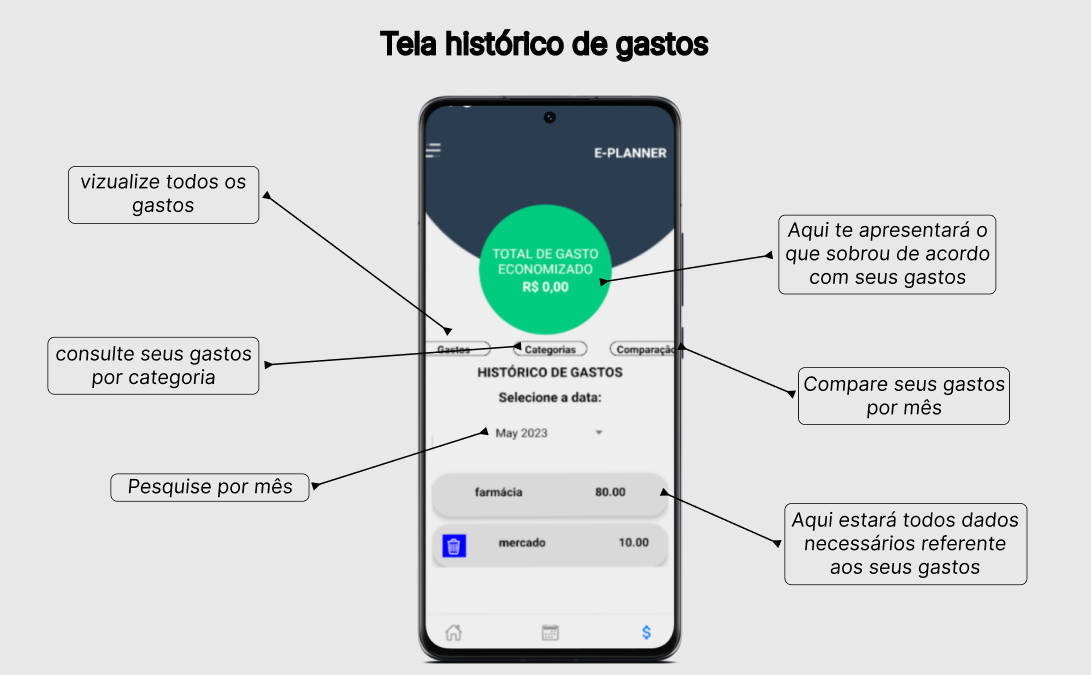 Tela histórico de gastos
E-PLANNER
vizualize todos os
gastos
Aqui te apresentará o
que sobrou de acordo
com seus gastos
TOTAL DE GASTO
ECONOMIZADO
R$ 0,00
consulte seus gastos
por categoria
Gastos
Categorias
Comparação
HISTÓRICO DE GASTOS
Selecione a data:
Compare seus gastos
por mês
May 2023
Pesquise por mês
farmácia 80.00
mercado 10.00
Aqui estará todos dados
necessários referente
aos seus gastos
$